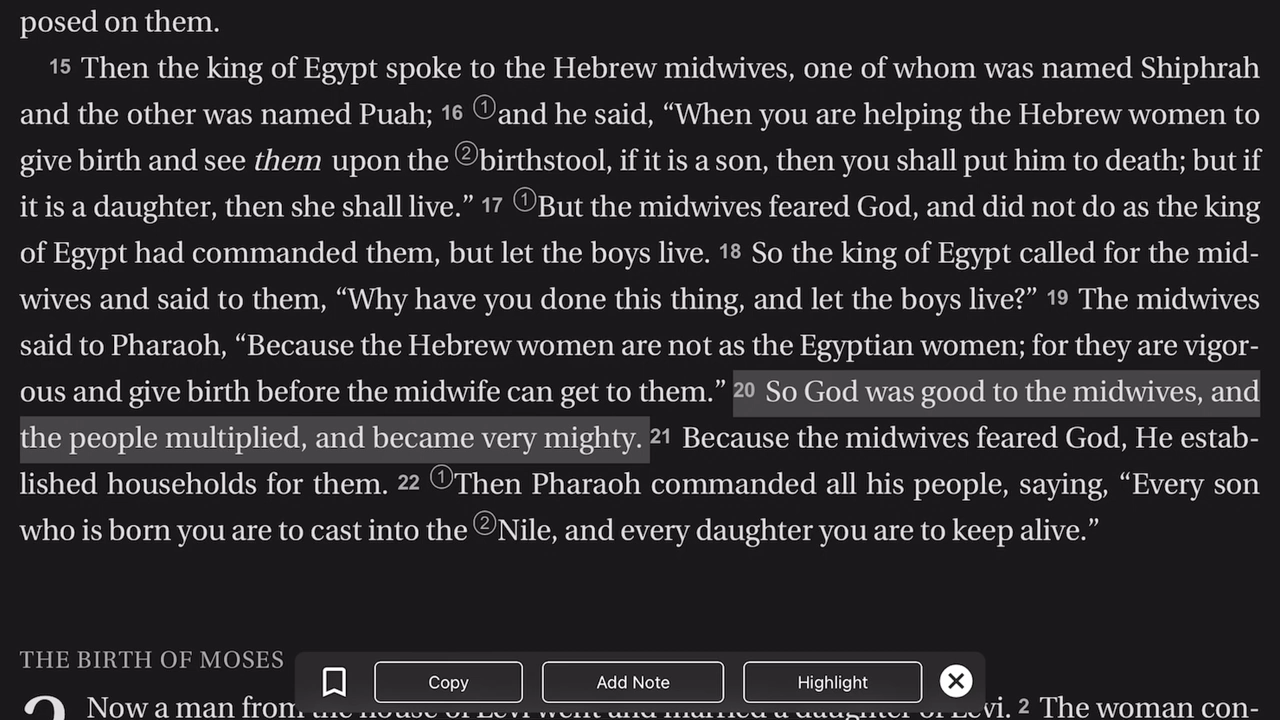 posed on them.
15 Then the king of Egypt spoke to the Hebrew midwives, one of whom was named Shiphrah
and the other was named Puah; 16 ①and he said, “When you are helping the Hebrew women to
give birth and see them upon the ②birthstool, if it is a son, then you shall put him to death; but if
it is a daughter, then she shall live.” 17 ①But the midwives feared God, and did not do as the king
of Egypt had commanded them, but let the boys live. 18 So the king of Egypt called for the mid-
wives and said to them, “Why have you done this thing, and let the boys live?” 19 The midwives
said to Pharaoh, “Because the Hebrew women are not as the Egyptian women; for they are vigor-
ous and give birth before the midwife can get to them.” 20 So God was good to the midwives, and
the people multiplied, and became very mighty. 21 Because the midwives feared God, He estab-
lished households for them. 22 ①Then Pharaoh commanded all his people, saying, “Every son
who is born you are to cast into the ②Nile, and every daughter you are to keep alive.”
THE BIRTH OF MOSES
Copy Add Note Highlight
2 Now a man from the house of Levi went and married a daughter of Levi. 2 The woman con-